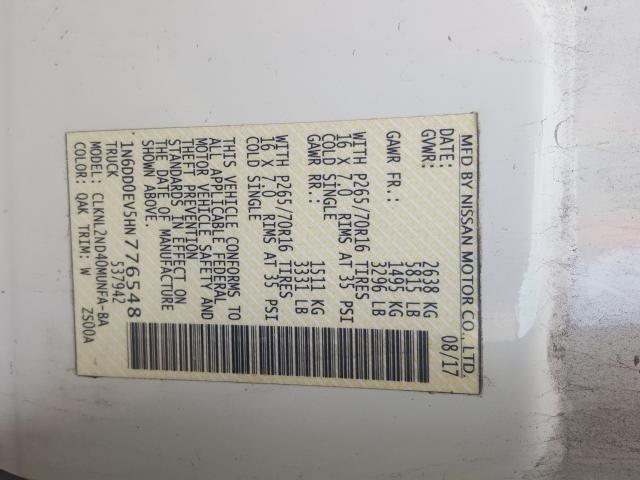 MFD BY NISSAN MOTOR CO., LTD.
DATE: 08/17
GVWR: 2638 KG
5815 LB
GAWR FR.: 1495 KG
3296 LB
WITH P265/70R16 TIRES
16 X 7.0 RIMS AT 35 PSI
COLD SINGLE
GAWR RR.: 1511 KG
3331 LB
WITH P265/70R16 TIRES
16 X 7.0 RIMS AT 35 PSI
COLD SINGLE
THIS VEHICLE CONFORMS TO
ALL APPLICABLE FEDERAL
MOTOR VEHICLE SAFETY AND
THEFT PREVENTION
STANDARDS IN EFFECT ON
THE DATE OF MANUFACTURE
SHOWN ABOVE.
1N6DD0EV5HN776548
TRUCK 537942
MODEL: CLKNL2ND40MUNFA-BA
COLOR: QAK TRIM: W Z500A